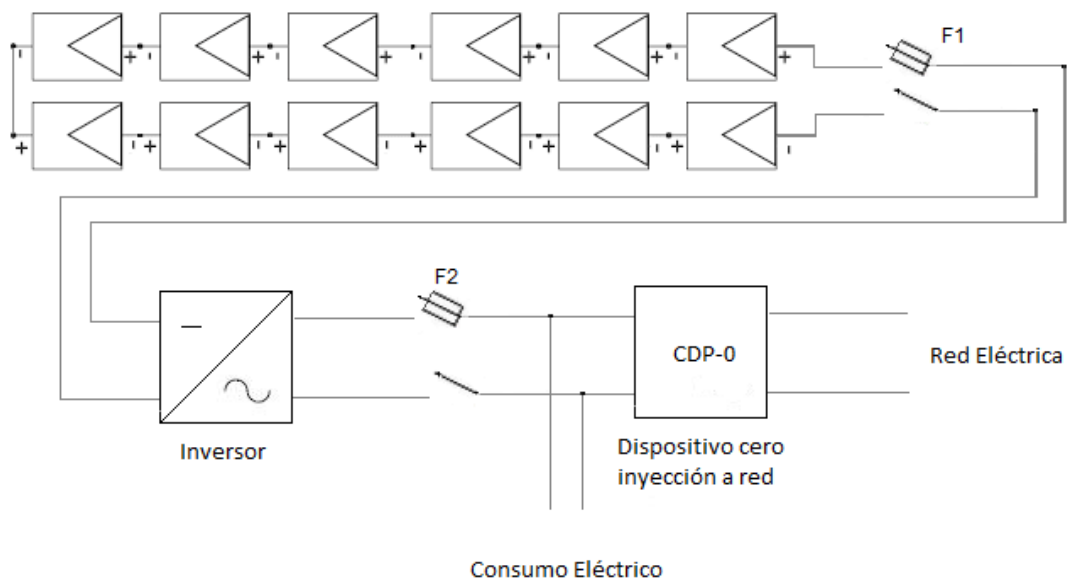 - + - + - + - + - + - +
F1
+ - + - + - + - + - + -
F2
CDP-0
Red Eléctrica
Inversor
Dispositivo cero
inyección a red
Consumo Eléctrico